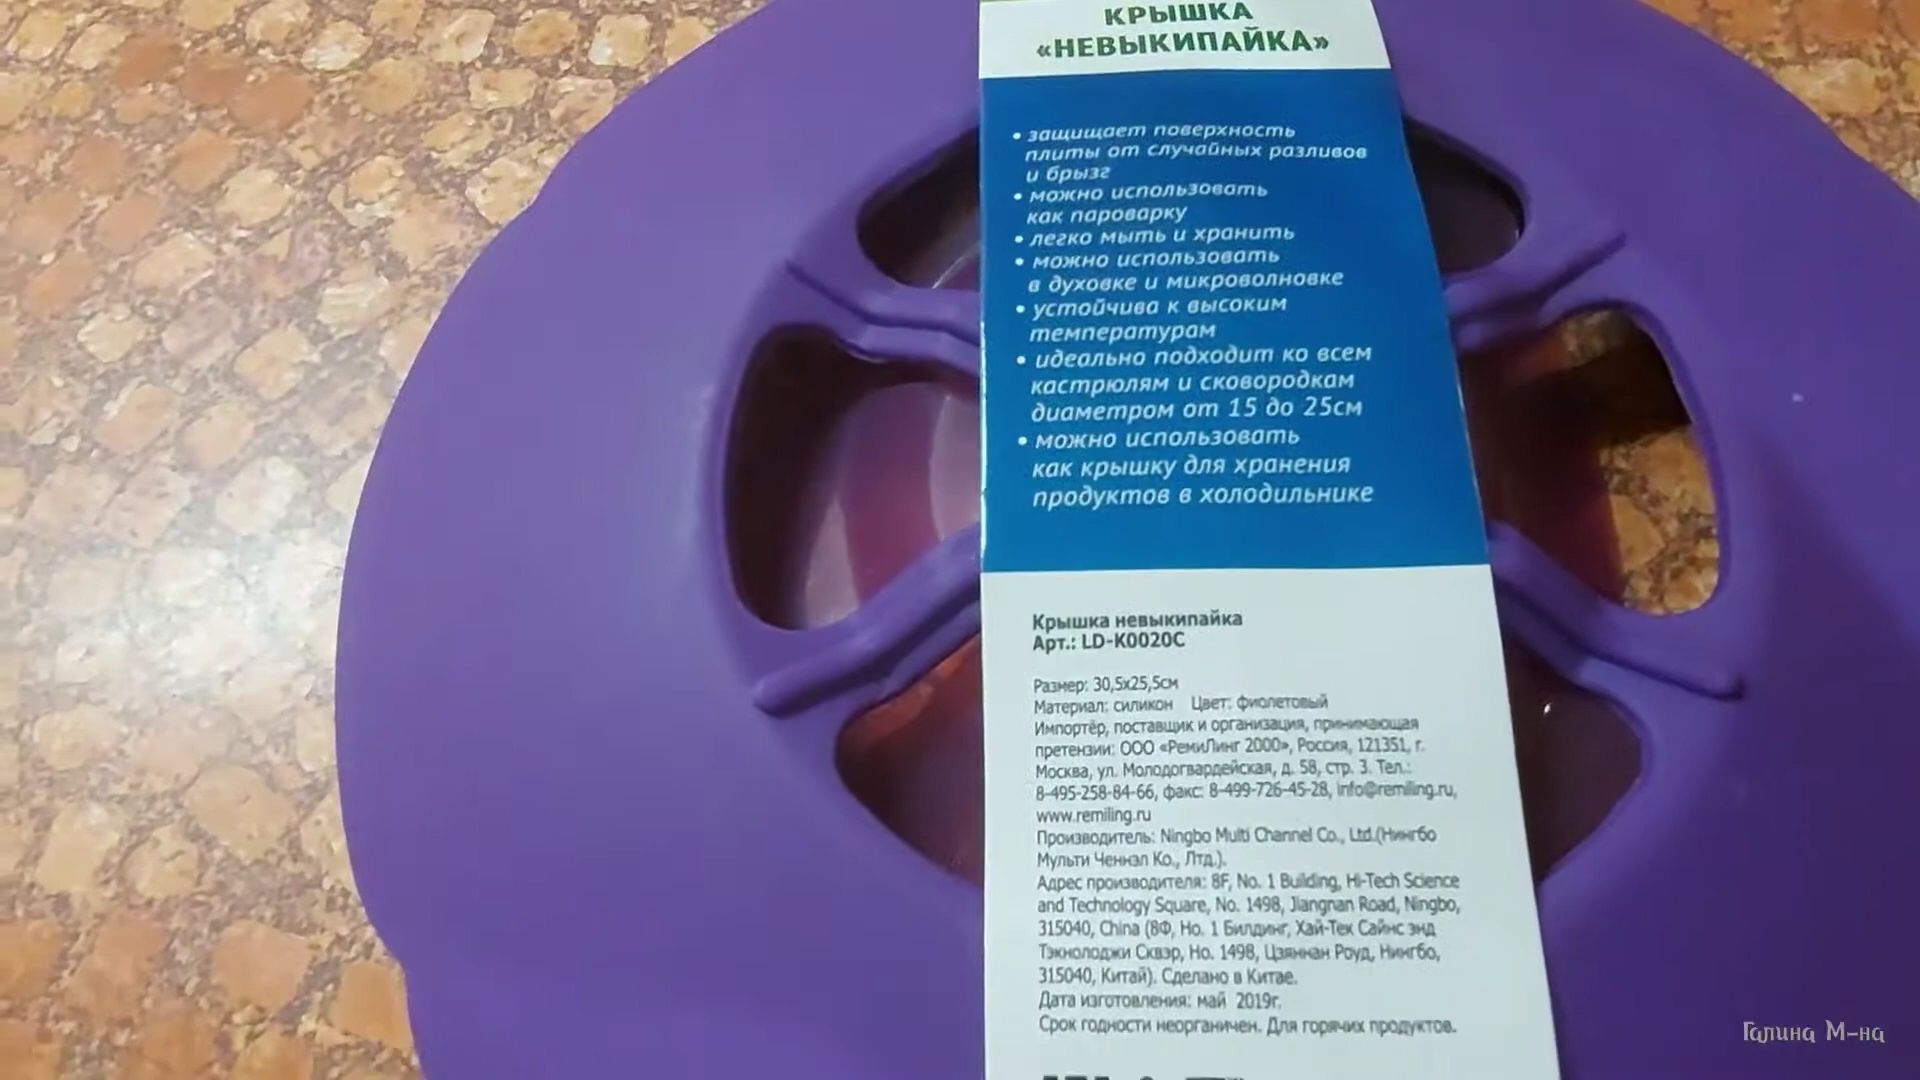 КРЫШКА
«НЕВЫКИПАЙКА»
• защищает поверхность
плиты от случайных разливов
и брызг
• можно использовать
как пароварку
• легко мыть и хранить
• можно использовать
в духовке и микроволновке
• устойчива к высоким
температурам
• идеально подходит ко всем
кастрюлям и сковородкам
диаметром от 15 до 25см
• можно использовать
как крышку для хранения
продуктов в холодильнике
Крышка невыкипайка
Арт.: LD-K0020C
Размер: 30,5х25,5см
Материал: силикон Цвет: фиолетовый
Импортёр, поставщик и организация, принимающая
претензии: ООО «РемиЛинг 2000», Россия, 121351, г.
Москва, ул. Молодогвардейская, д. 58, стр. 3. Тел.:
8-495-258-84-66, факс: 8-499-726-45-28, info@remiling.ru,
www.remiling.ru
Производитель: Ningbo Multi Channel Co., Ltd.(Нингбо
Мульти Ченнэл Ко., Лтд.).
Адрес производителя: 8F, No. 1 Building, Hi-Tech Science
and Technology Square, No. 1498, Jiangnan Road, Ningbo,
315040, China (8Ф, Но. 1 Билдинг, Хай-Тек Сайнс энд
Тэкнолоджи Сквэр, Но. 1498, Цзяннан Роуд, Нингбо,
315040, Китай). Сделано в Китае.
Дата изготовления: май 2019г.
Срок годности неограничен. Для горячих продуктов.
Галина М-на